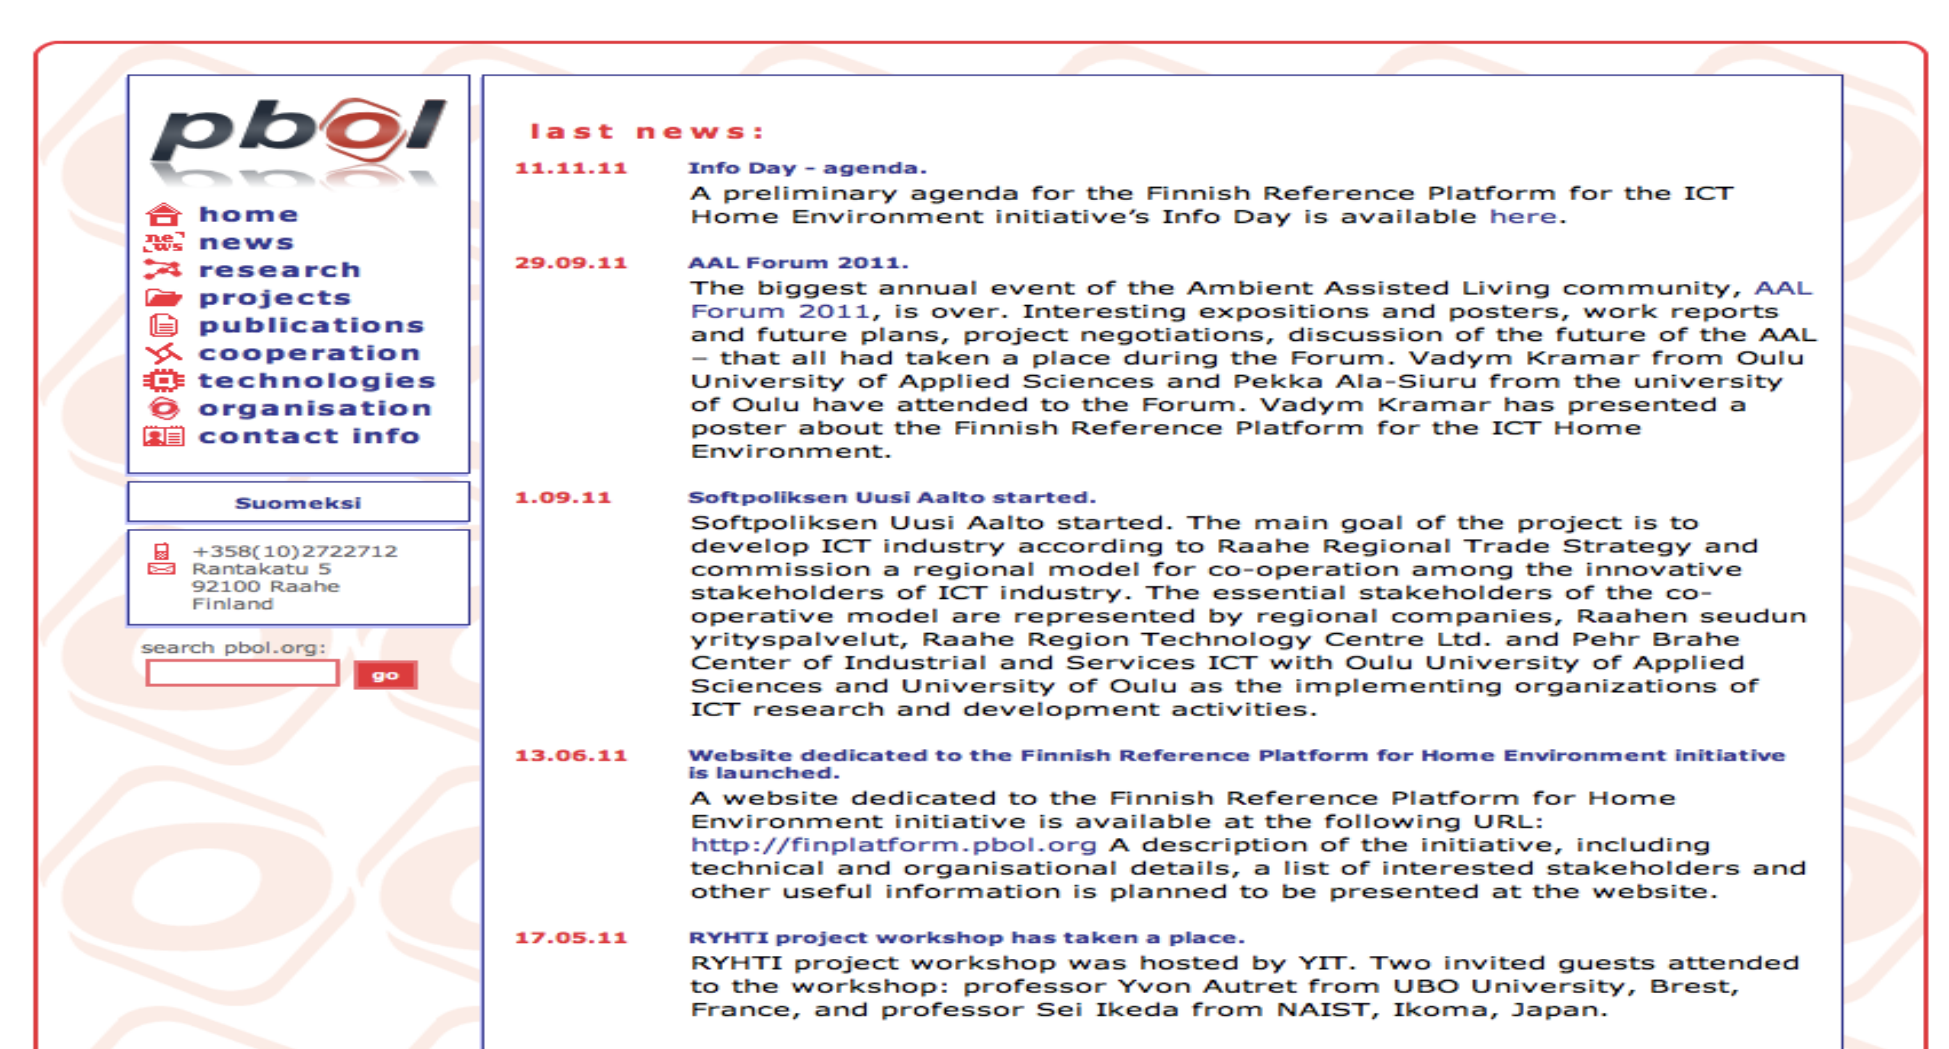 pbol
home
news
news
research
projects
publications
cooperation
technologies
organisation
contact info
Suomeksi
+358(10)2722712
Rantakatu 5
92100 Raahe
Finland
search pbol.org:
go
last news:
11.11.11 Info Day - agenda.
A preliminary agenda for the Finnish Reference Platform for the ICT
Home Environment initiative's Info Day is available here.
29.09.11 AAL Forum 2011.
The biggest annual event of the Ambient Assisted Living community, AAL
Forum 2011, is over. Interesting expositions and posters, work reports
and future plans, project negotiations, discussion of the future of the AAL
– that all had taken a place during the Forum. Vadym Kramar from Oulu
University of Applied Sciences and Pekka Ala-Siuru from the university
of Oulu have attended to the Forum. Vadym Kramar has presented a
poster about the Finnish Reference Platform for the ICT Home
Environment.
1.09.11 Softpoliksen Uusi Aalto started.
Softpoliksen Uusi Aalto started. The main goal of the project is to
develop ICT industry according to Raahe Regional Trade Strategy and
commission a regional model for co-operation among the innovative
stakeholders of ICT industry. The essential stakeholders of the co-
operative model are represented by regional companies, Raahen seudun
yrityspalvelut, Raahe Region Technology Centre Ltd. and Pehr Brahe
Center of Industrial and Services ICT with Oulu University of Applied
Sciences and University of Oulu as the implementing organizations of
ICT research and development activities.
13.06.11 Website dedicated to the Finnish Reference Platform for Home Environment initiative
is launched.
A website dedicated to the Finnish Reference Platform for Home
Environment initiative is available at the following URL:
http://finplatform.pbol.org A description of the initiative, including
technical and organisational details, a list of interested stakeholders and
other useful information is planned to be presented at the website.
17.05.11 RYHTI project workshop has taken a place.
RYHTI project workshop was hosted by YIT. Two invited guests attended
to the workshop: professor Yvon Autret from UBO University, Brest,
France, and professor Sei Ikeda from NAIST, Ikoma, Japan.